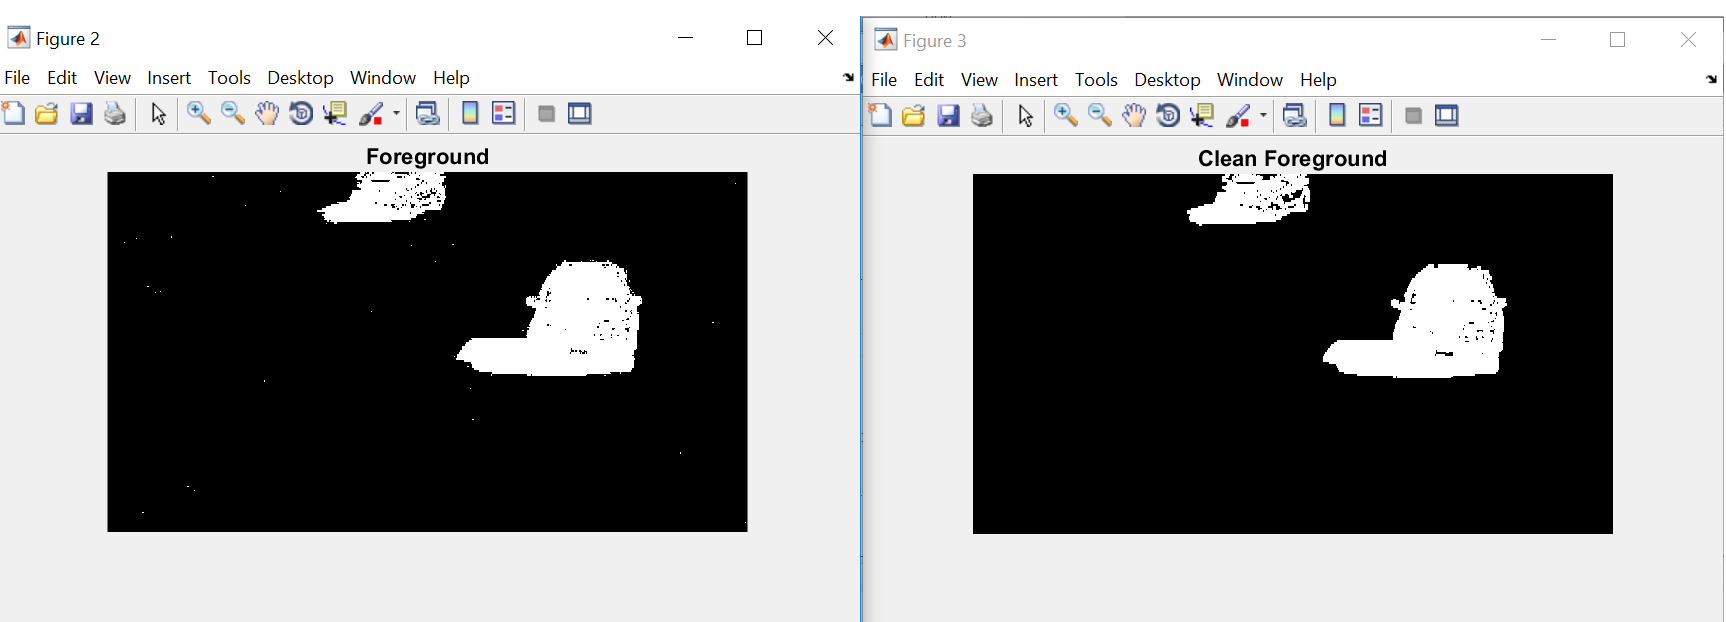 Figure 2
File Edit View Insert Tools Desktop Window Help
Foreground
Figure 3
File Edit View Insert Tools Desktop Window Help
Clean Foreground